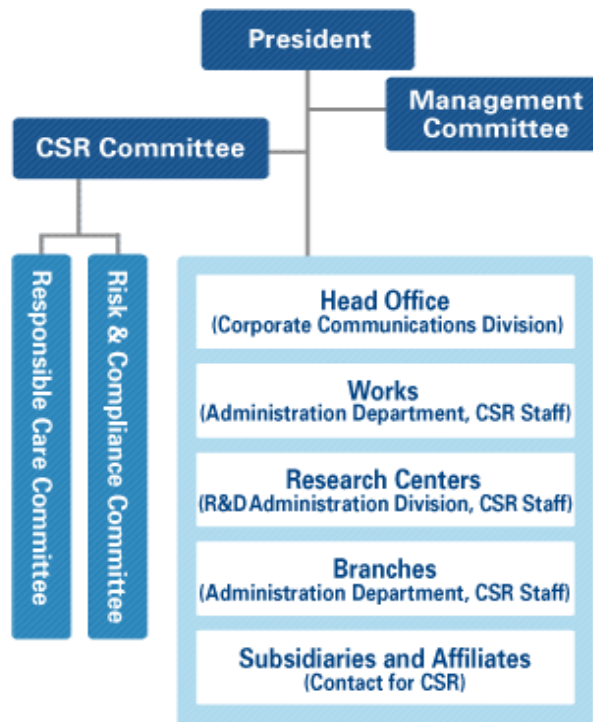 President
Management
Committee
CSR Committee
Responsible Care Committee
Risk & Compliance Committee
Head Office
(Corporate Communications Division)
Works
(Administration Department, CSR Staff)
Research Centers
(R&D Administration Division, CSR Staff)
Branches
(Administration Department, CSR Staff)
Subsidiaries and Affiliates
(Contact for CSR)